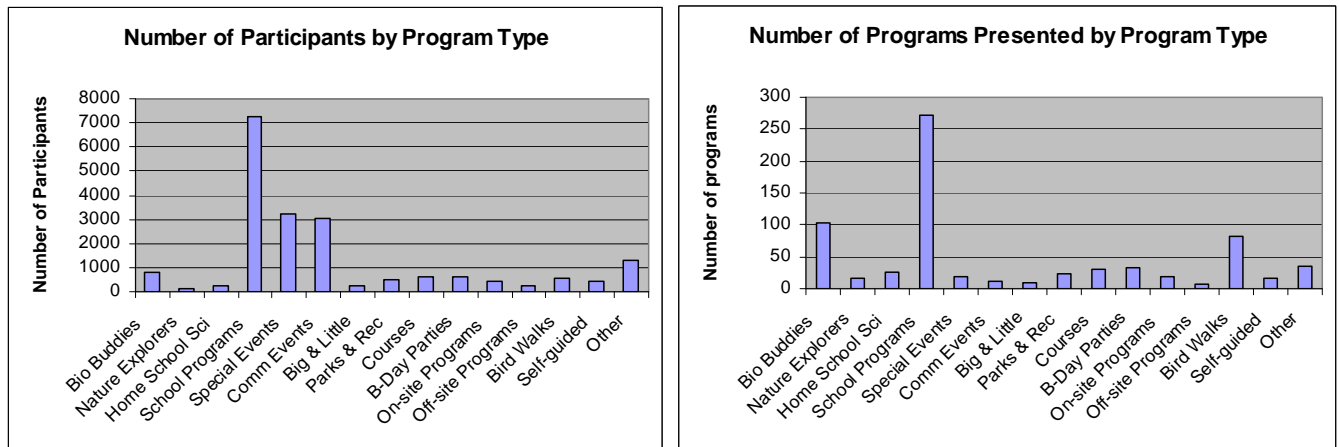 Number of Participants by Program Type
Number of Participants
8000
7000
6000
5000
4000
3000
2000
1000
0
Bio Buddies
Nature Explorers
Home School Sci
School Programs
Special Events
Comm Events
Big & Little
Parks & Rec
Courses
B-Day Parties
On-site Programs
Off-site Programs
Bird Walks
Self-guided
Other
Number of Programs Presented by Program Type
Number of programs
300
250
200
150
100
50
0
Bio Buddies
Nature Explorers
Home School Sci
School Programs
Special Events
Comm Events
Big & Little
Parks & Rec
Courses
B-Day Parties
On-site Programs
Off-site Programs
Bird Walks
Self-guided
Other